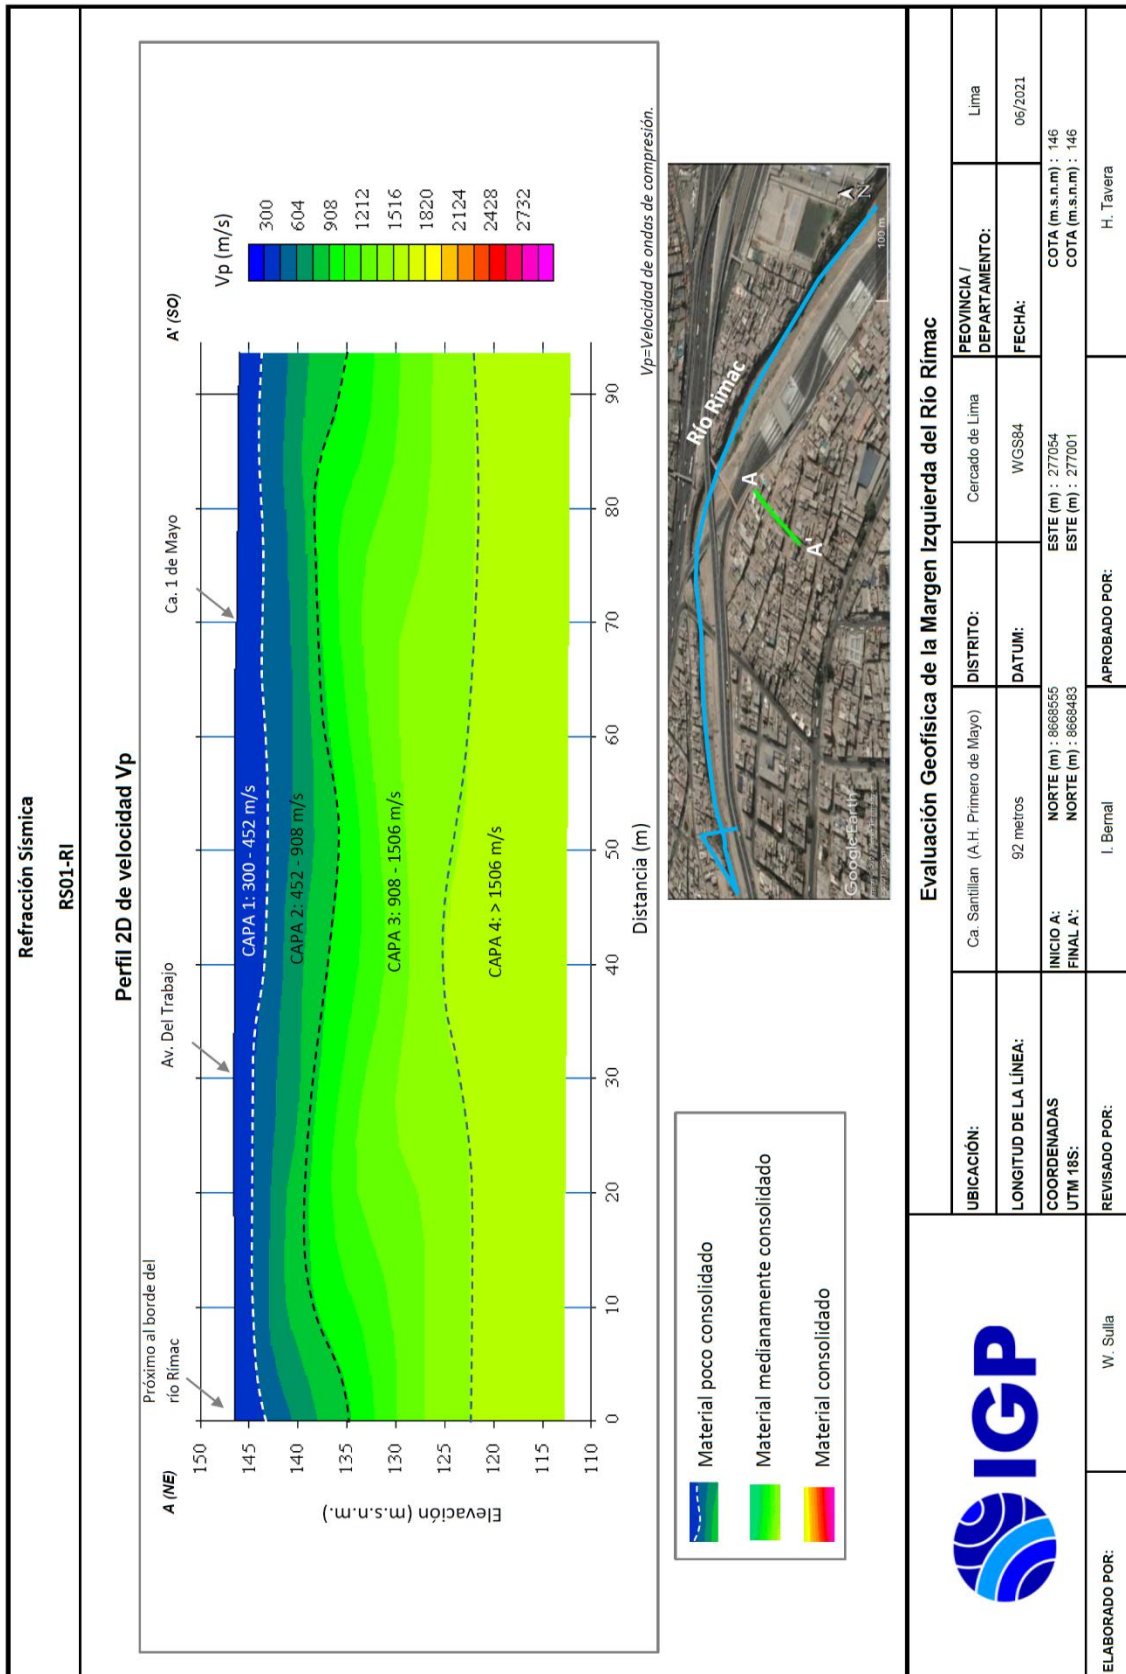 Refracción Sísmica
RS01-RI
Perfil 2D de velocidad Vp
A (NE)
Próximo al borde del
río Rímac
Av. Del Trabajo
Ca. 1 de Mayo
A' (SO)
Elevación (m.s.n.m.)
150
145
140
135
130
125
120
115
110
CAPA 1: 300 - 452 m/s
CAPA 2: 452 - 908 m/s
CAPA 3: 908 - 1506 m/s
CAPA 4: > 1506 m/s
0 10 20 30 40 50 60 70 80 90
Distancia (m)
Vp (m/s)
300
604
908
1212
1516
1820
2124
2428
2732
Vp=Velocidad de ondas de compresión.
Material poco consolidado
Material medianamente consolidado
Material consolidado
Río Rimac
A
A'
Google Earth
N
100 m
IGP
Evaluación Geofísica de la Margen Izquierda del Río Rímac
UBICACIÓN: Ca. Santillan (A.H. Primero de Mayo) DISTRITO: Cercado de Lima PEOVINCIA / DEPARTAMENTO: Lima
LONGITUD DE LA LÍNEA: 92 metros DATUM: WGS84 FECHA: 06/2021
COORDENADAS INICIO A: NORTE (m) : 8668555 ESTE (m) : 277054 COTA (m.s.n.m) : 146
UTM 18S: FINAL A': NORTE (m) : 8668483 ESTE (m) : 277001 COTA (m.s.n.m) : 146
ELABORADO POR: W. Sulla REVISADO POR: I. Bernal APROBADO POR: H. Tavera